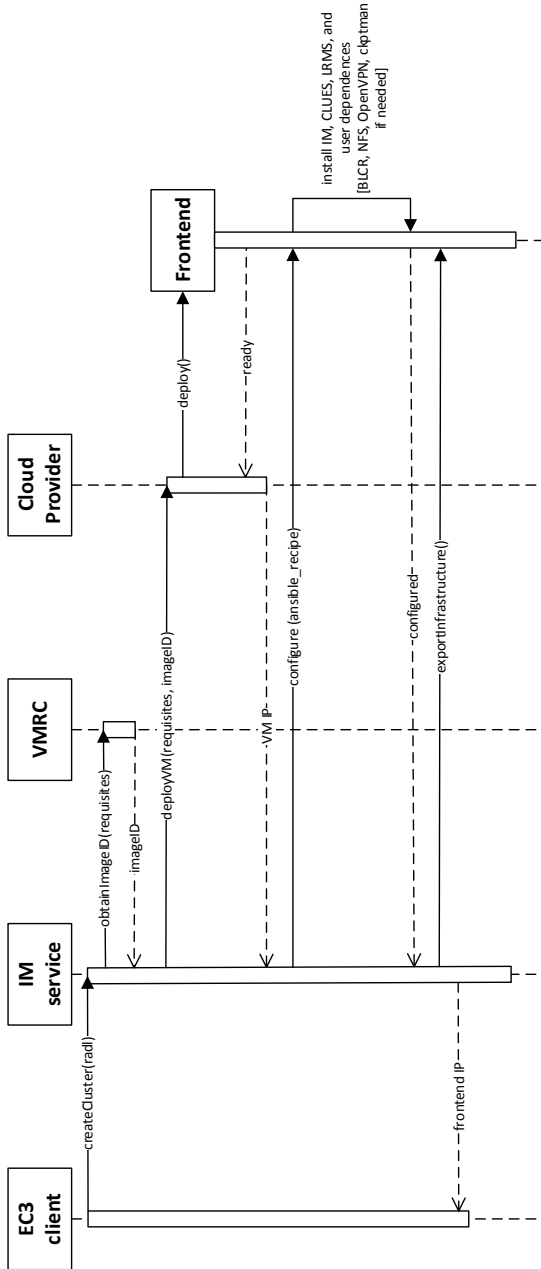 EC3
client
IM
service
VMRC
Cloud
Provider
Frontend
createCluster(radl)
obtainImageID(requisites)
imageID
deployVM(requisites, imageID)
deploy()
ready
VM IP
configure (ansible_recipe)
install IM, CLUES, LRMS, and
user dependences
[BLCR, NFS, OpenVPN, ckptman
if needed]
configured
exportInfrastructure()
frontend IP